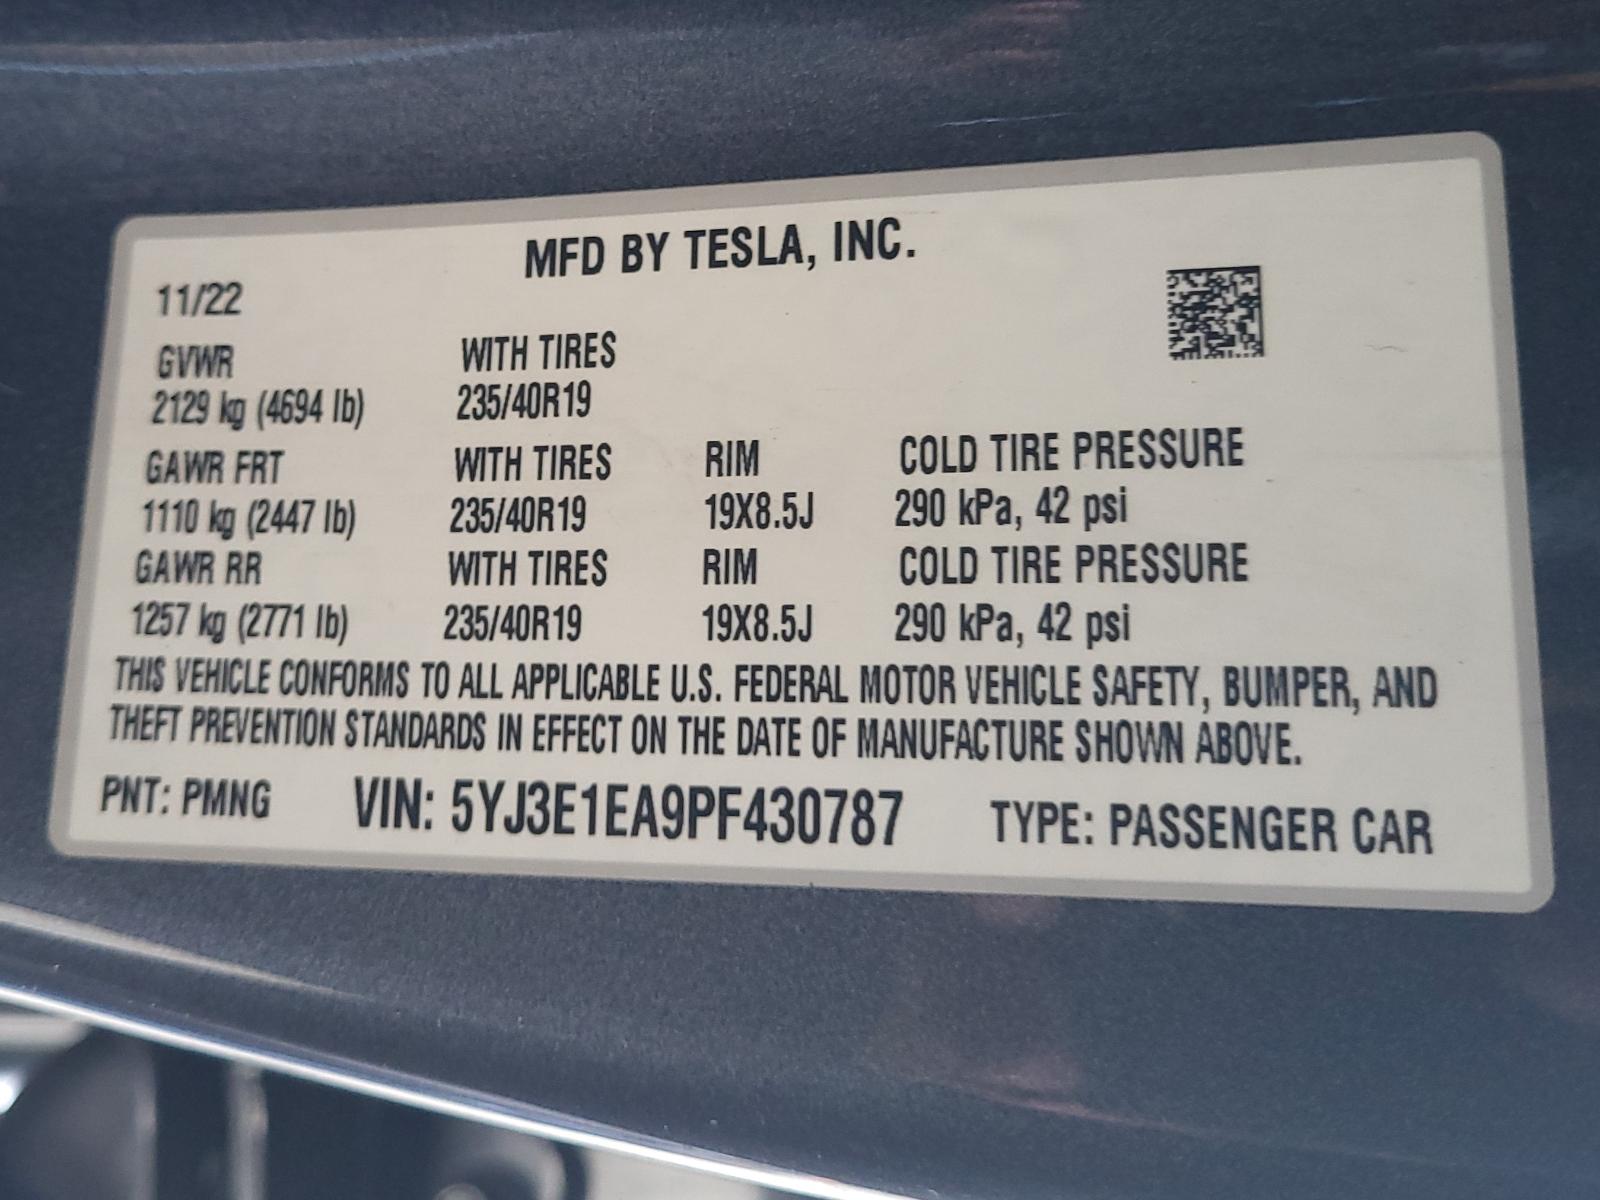 MFD BY TESLA, INC.
11/22
GVWR WITH TIRES
2129 kg (4694 lb) 235/40R19
GAWR FRT WITH TIRES RIM COLD TIRE PRESSURE
1110 kg (2447 lb) 235/40R19 19X8.5J 290 kPa, 42 psi
GAWR RR WITH TIRES RIM COLD TIRE PRESSURE
1257 kg (2771 lb) 235/40R19 19X8.5J 290 kPa, 42 psi
THIS VEHICLE CONFORMS TO ALL APPLICABLE U.S. FEDERAL MOTOR VEHICLE SAFETY, BUMPER, AND
THEFT PREVENTION STANDARDS IN EFFECT ON THE DATE OF MANUFACTURE SHOWN ABOVE.
PNT: PMNG VIN: 5YJ3E1EA9PF430787 TYPE: PASSENGER CAR